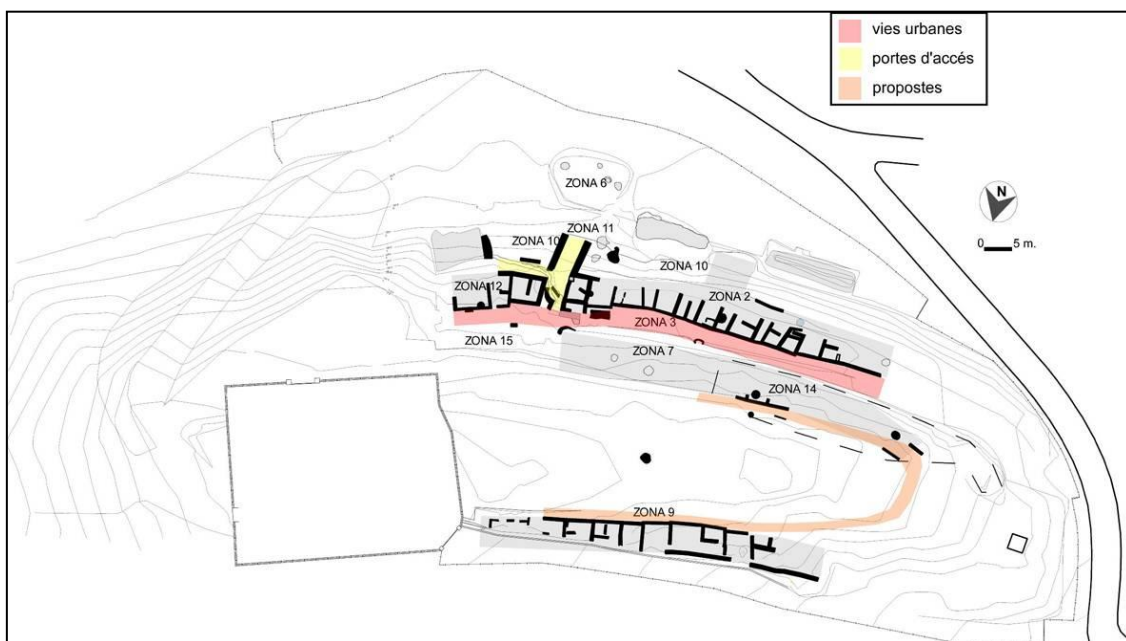 vies urbanes
portes d'accés
propostes
ZONA 6
N
0 5 m.
ZONA 11
ZONA 10
ZONA 10
ZONA 12
ZONA 2
ZONA 3
ZONA 15
ZONA 7
ZONA 14
ZONA 9